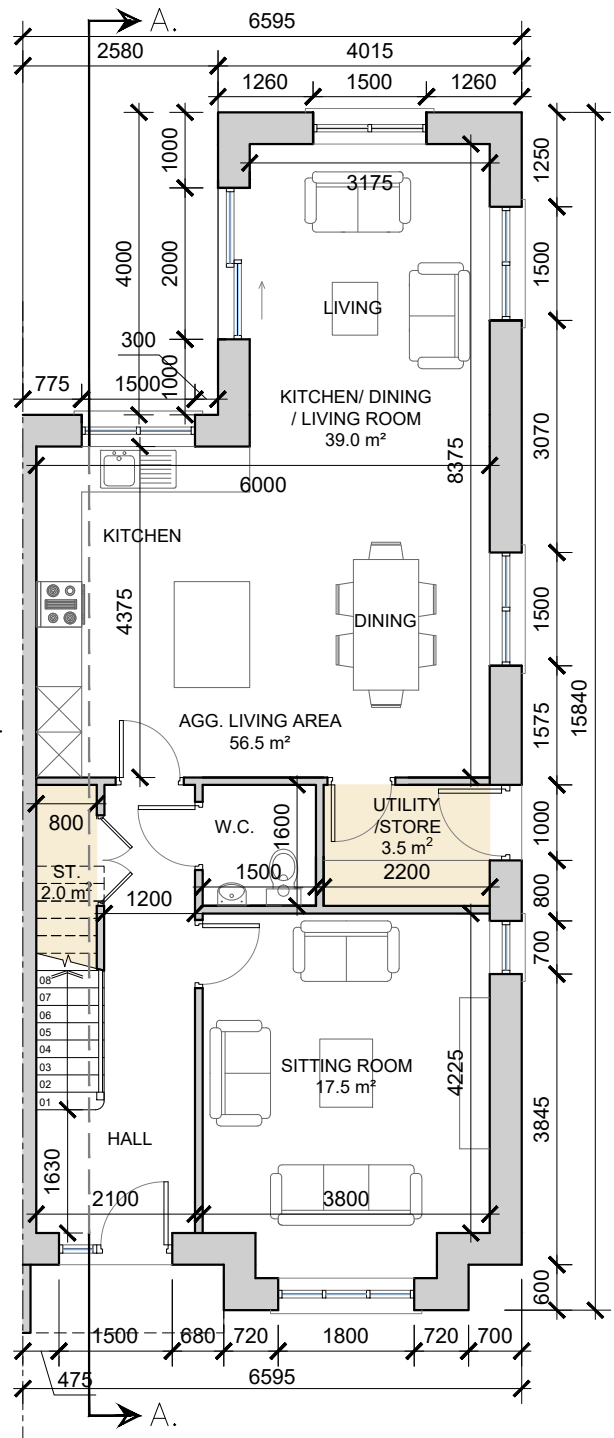 A.
6595
2580
4015
1260
1500
1260
1000
4000
2000
1000
3175
1250
1500
LIVING
300
775
1500
KITCHEN/ DINING
/ LIVING ROOM
39.0 m²
8375
3070
6000
KITCHEN
4375
DINING
1500
15840
AGG. LIVING AREA
56.5 m²
1575
800
W.C.
1600
UTILITY
/STORE
3.5 m²
1000
ST.
2.0 m²
1500
2200
800
1200
700
08
07
06
05
04
03
02
01
SITTING ROOM
17.5 m²
4225
3845
HALL
1630
2100
3800
600
1500
680
720
1800
720
700
475
6595
A.